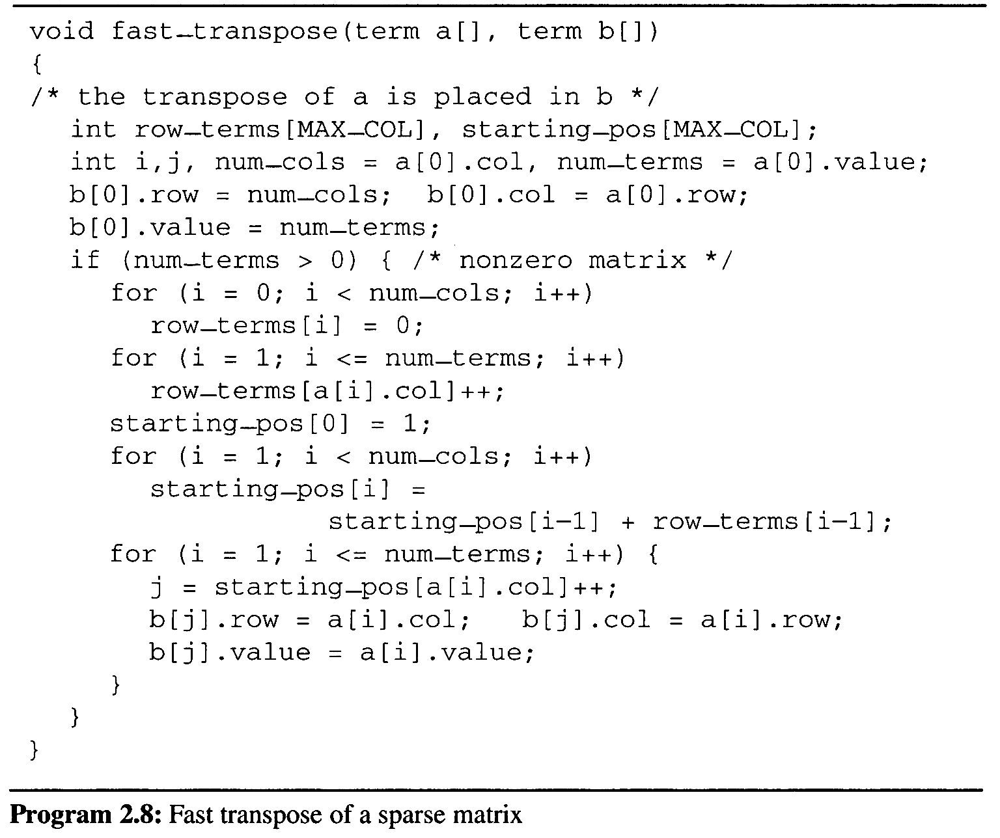 void fast_transpose(term a[], term b[])
{
/* the transpose of a is placed in b */
int row_terms[MAX_COL], starting_pos[MAX_COL];
int i,j, num_cols = a[0].col, num_terms = a[0].value;
b[0].row = num_cols; b[0].col = a[0].row;
b[0].value = num_terms;
if (num_terms > 0) { /* nonzero matrix */
for (i = 0; i < num_cols; i++)
row_terms[i] = 0;
for (i = 1; i <= num_terms; i++)
row_terms[a[i].col]++;
starting_pos[0] = 1;
for (i = 1; i < num_cols; i++)
starting_pos[i] =
starting_pos[i-1] + row_terms[i-1];
for (i = 1; i <= num_terms; i++) {
j = starting_pos[a[i].col]++;
b[j].row = a[i].col; b[j].col = a[i].row;
b[j].value = a[i].value;
}
}
}
Program 2.8: Fast transpose of a sparse matrix